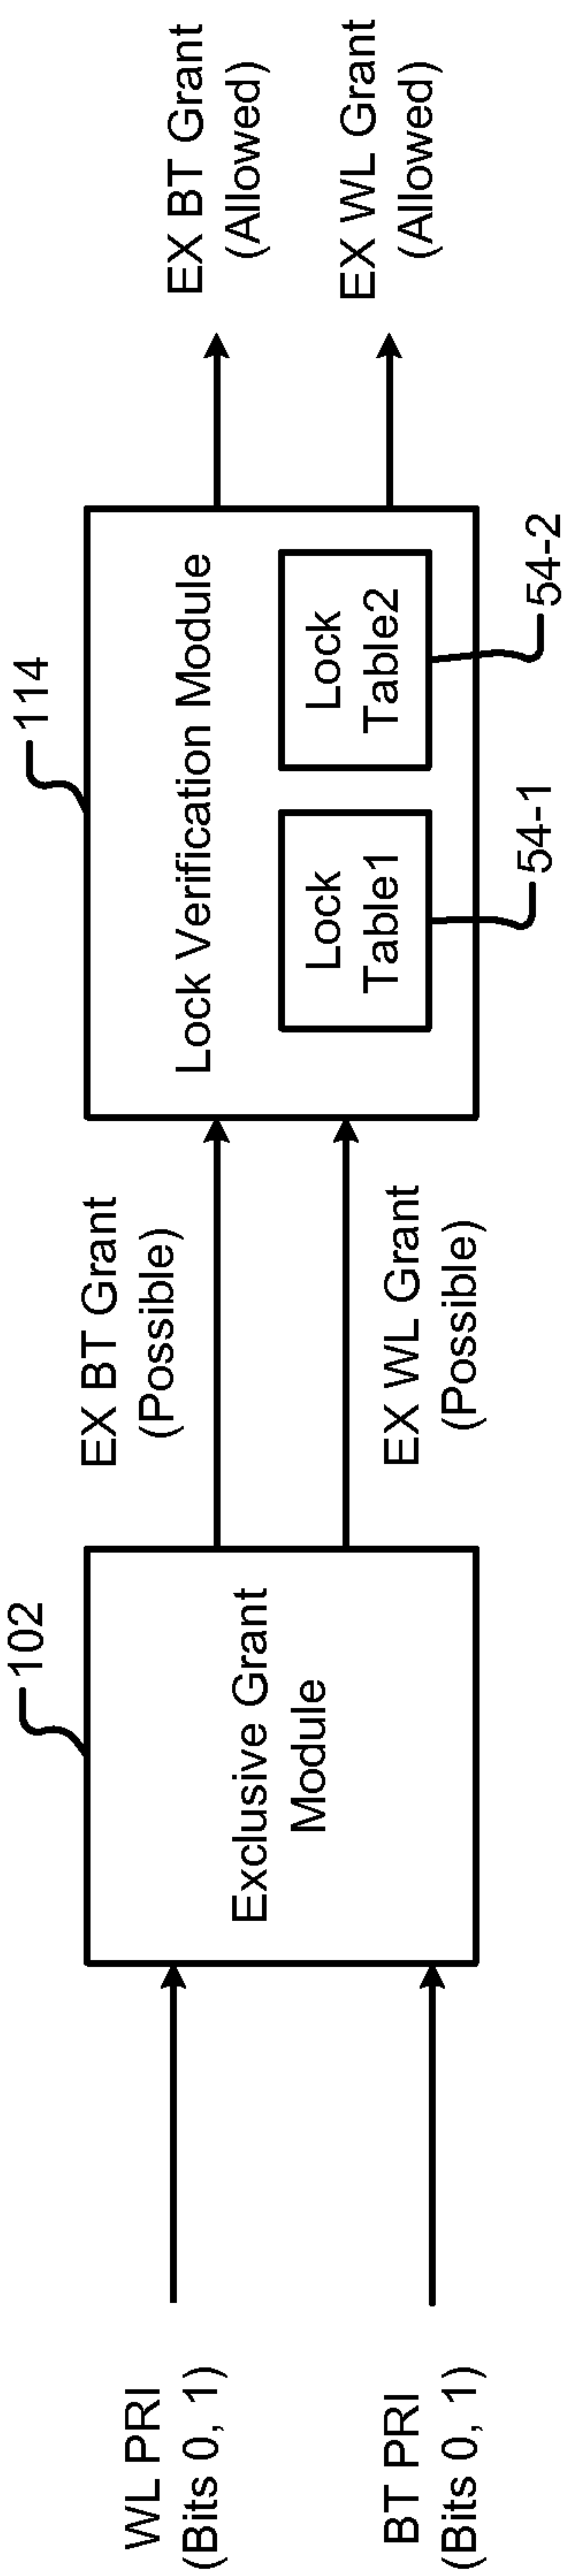 WL PRI
(Bits 0, 1)
BT PRI
(Bits 0, 1)
102
Exclusive Grant
Module
EX BT Grant
(Possible)
EX WL Grant
(Possible)
114
Lock Verification Module
Lock
Table1
Lock
Table2
54-1
54-2
EX BT Grant
(Allowed)
EX WL Grant
(Allowed)